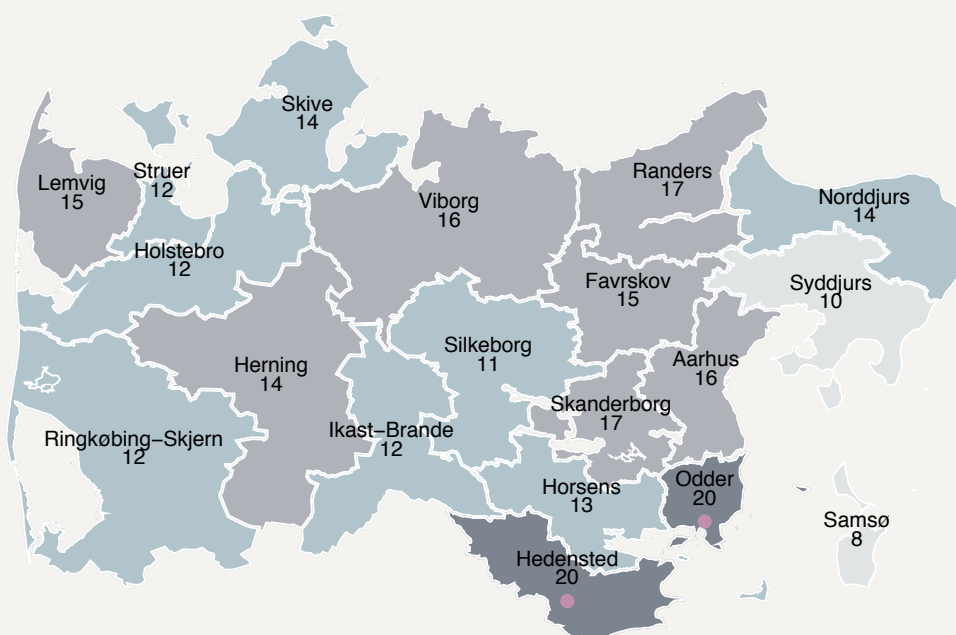 Skive
14
Struer
12
Lemvig
15
Randers
17
Viborg
16
Norddjurs
14
Holstebro
12
Favrskov
15
Syddjurs
10
Silkeborg
11
Herning
14
Aarhus
16
Skanderborg
17
Ringkøbing−Skjern
12
Ikast−Brande
12
Odder
20
Horsens
13
Samsø
8
Hedensted
20